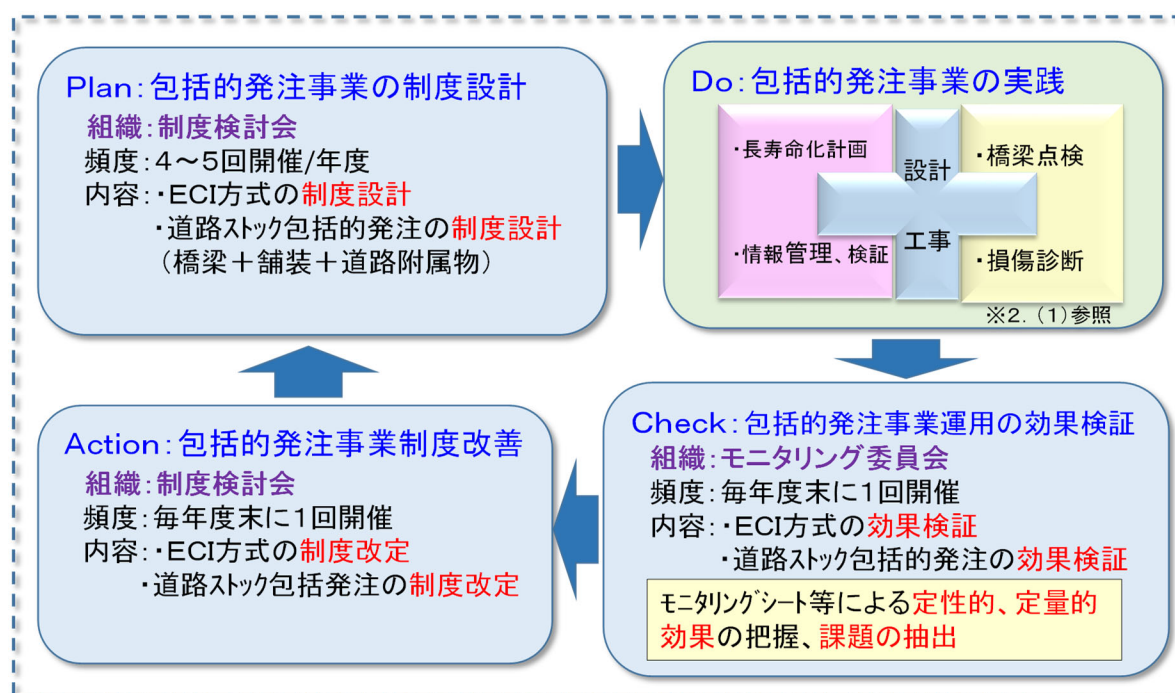 Plan：包括的発注事業の制度設計
組織：制度検討会
頻度：４～５回開催/年度
内容：・ECI方式の制度設計
・道路ストック包括的発注の制度設計
（橋梁＋舗装＋道路附属物）
Do：包括的発注事業の実践
・長寿命化計画
設計
・橋梁点検
・情報管理、検証
工事
・損傷診断
※２．（１）参照
Check：包括的発注事業運用の効果検証
組織：モニタリング委員会
頻度：毎年度末に１回開催
内容：・ECI方式の効果検証
・道路ストック包括的発注の効果検証
モニタリングシート等による定性的、定量的
効果の把握、課題の抽出
Action：包括的発注事業制度改善
組織：制度検討会
頻度：毎年度末に１回開催
内容：・ECI方式の制度改定
・道路ストック包括発注の制度改定